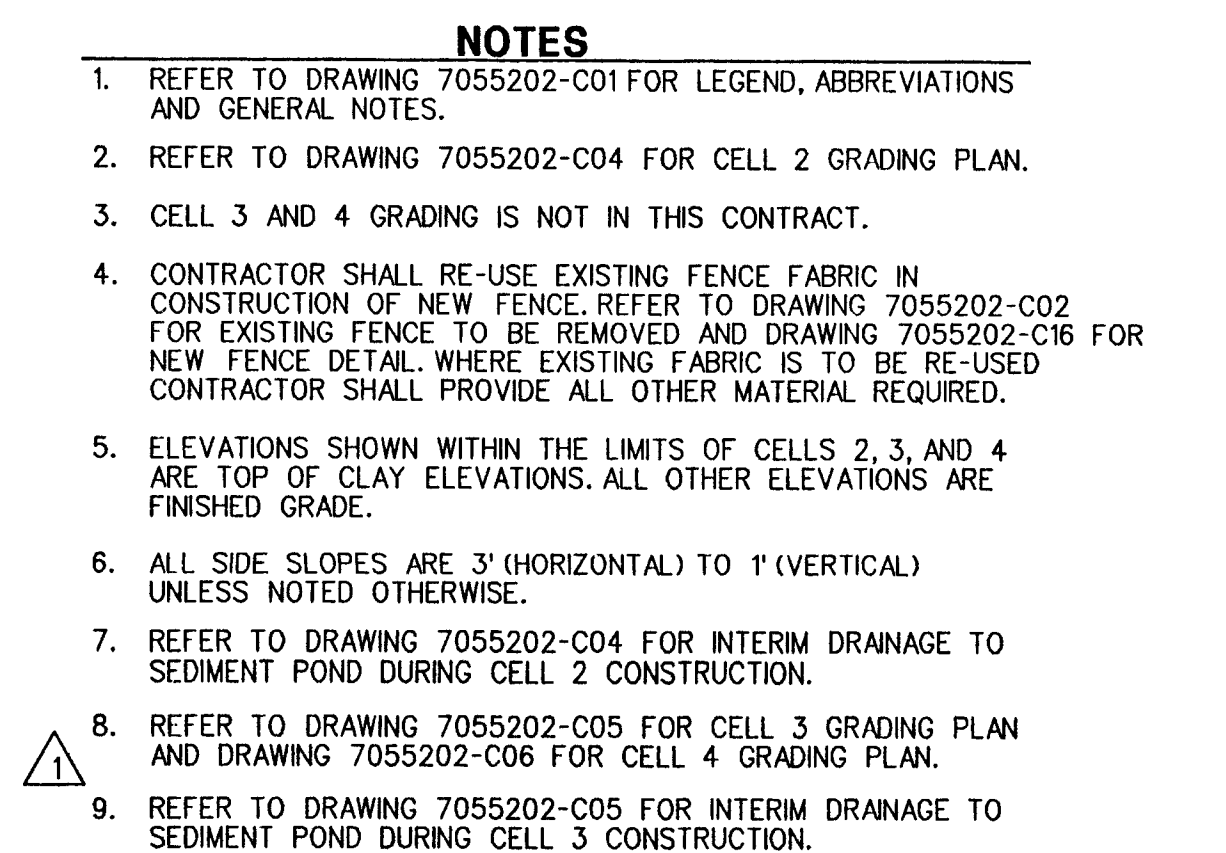 NOTES
1. REFER TO DRAWING 7055202-C01 FOR LEGEND, ABBREVIATIONS
AND GENERAL NOTES.
2. REFER TO DRAWING 7055202-C04 FOR CELL 2 GRADING PLAN.
3. CELL 3 AND 4 GRADING IS NOT IN THIS CONTRACT.
4. CONTRACTOR SHALL RE-USE EXISTING FENCE FABRIC IN
CONSTRUCTION OF NEW FENCE. REFER TO DRAWING 7055202-C02
FOR EXISTING FENCE TO BE REMOVED AND DRAWING 7055202-C16 FOR
NEW FENCE DETAIL. WHERE EXISTING FABRIC IS TO BE RE-USED
CONTRACTOR SHALL PROVIDE ALL OTHER MATERIAL REQUIRED.
5. ELEVATIONS SHOWN WITHIN THE LIMITS OF CELLS 2, 3, AND 4
ARE TOP OF CLAY ELEVATIONS. ALL OTHER ELEVATIONS ARE
FINISHED GRADE.
6. ALL SIDE SLOPES ARE 3' (HORIZONTAL) TO 1' (VERTICAL)
UNLESS NOTED OTHERWISE.
7. REFER TO DRAWING 7055202-C04 FOR INTERIM DRAINAGE TO
SEDIMENT POND DURING CELL 2 CONSTRUCTION.
8. REFER TO DRAWING 7055202-C05 FOR CELL 3 GRADING PLAN
AND DRAWING 7055202-C06 FOR CELL 4 GRADING PLAN.
1
9. REFER TO DRAWING 7055202-C05 FOR INTERIM DRAINAGE TO
SEDIMENT POND DURING CELL 3 CONSTRUCTION.